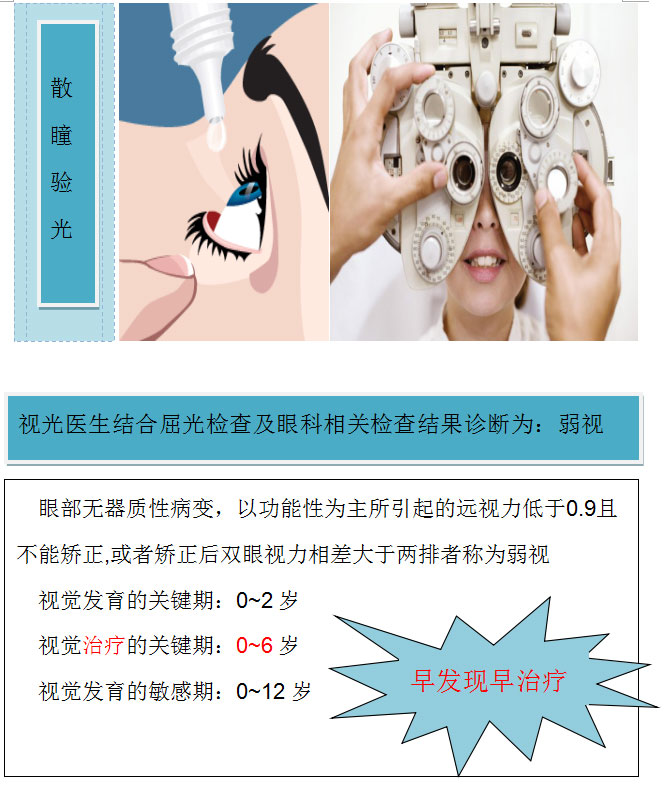 散瞳验光
视光医生结合屈光检查及眼科相关检查结果诊断为：弱视
眼部无器质性病变，以功能性为主所引起的远视力低于0.9且
不能矫正,或者矫正后双眼视力相差大于两排者称为弱视
视觉发育的关键期：0~2 岁
视觉治疗的关键期：0~6 岁
视觉发育的敏感期：0~12 岁
早发现早治疗